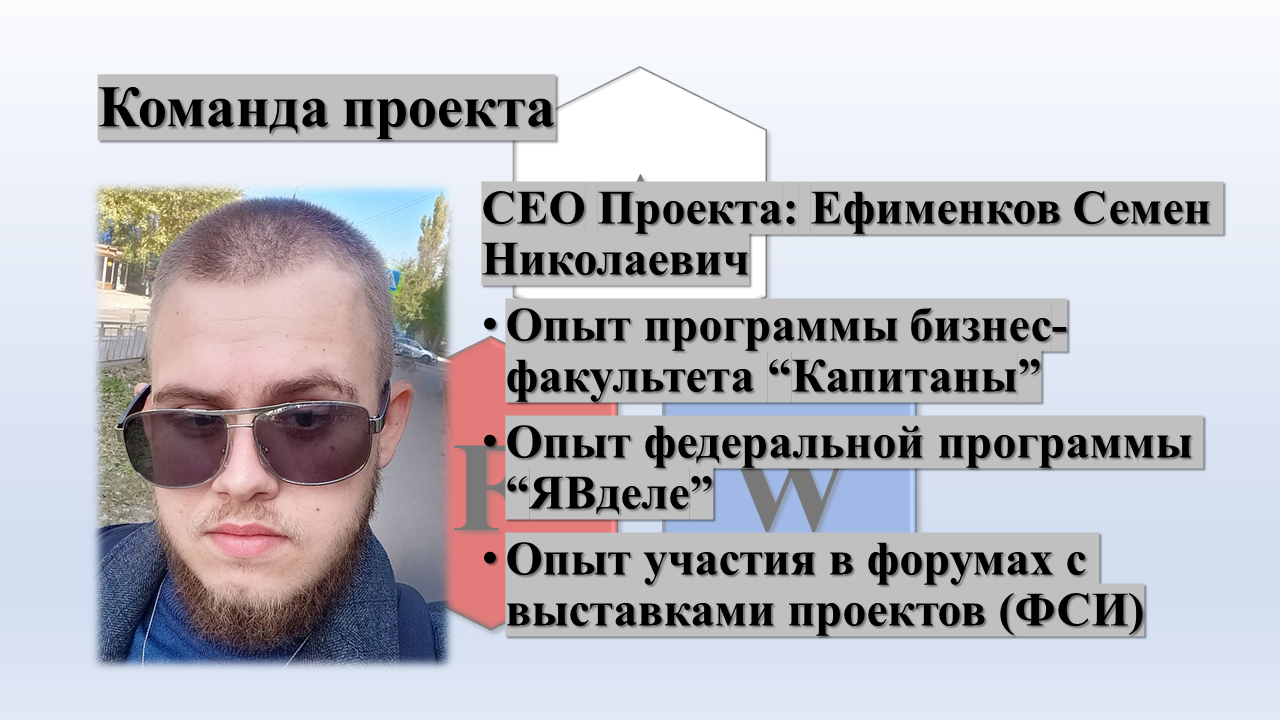 Команда проекта
CEO Проекта: Ефименков Семен
Николаевич
• Опыт программы бизнес-
факультета “Капитаны”
• Опыт федеральной программы
“ЯВделе”
• Опыт участия в форумах с
выставками проектов (ФСИ)
W